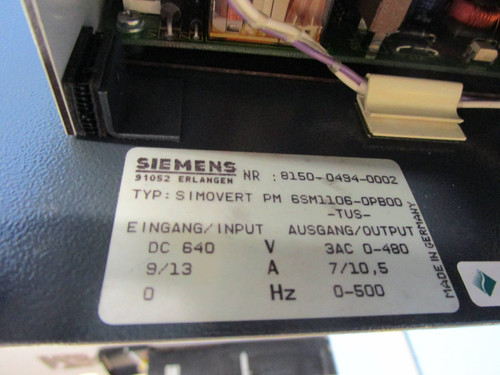 SIEMENS
91052 ERLANGEN NR : 8150-0494-0002
TYP: SIMOVERT PM 6SM1106-0PB00
-TUS-
EINGANG/INPUT AUSGANG/OUTPUT
DC 640 V 3AC 0-480
9/13 A 7/10,5
0 Hz 0-500
MADE IN GERMANY